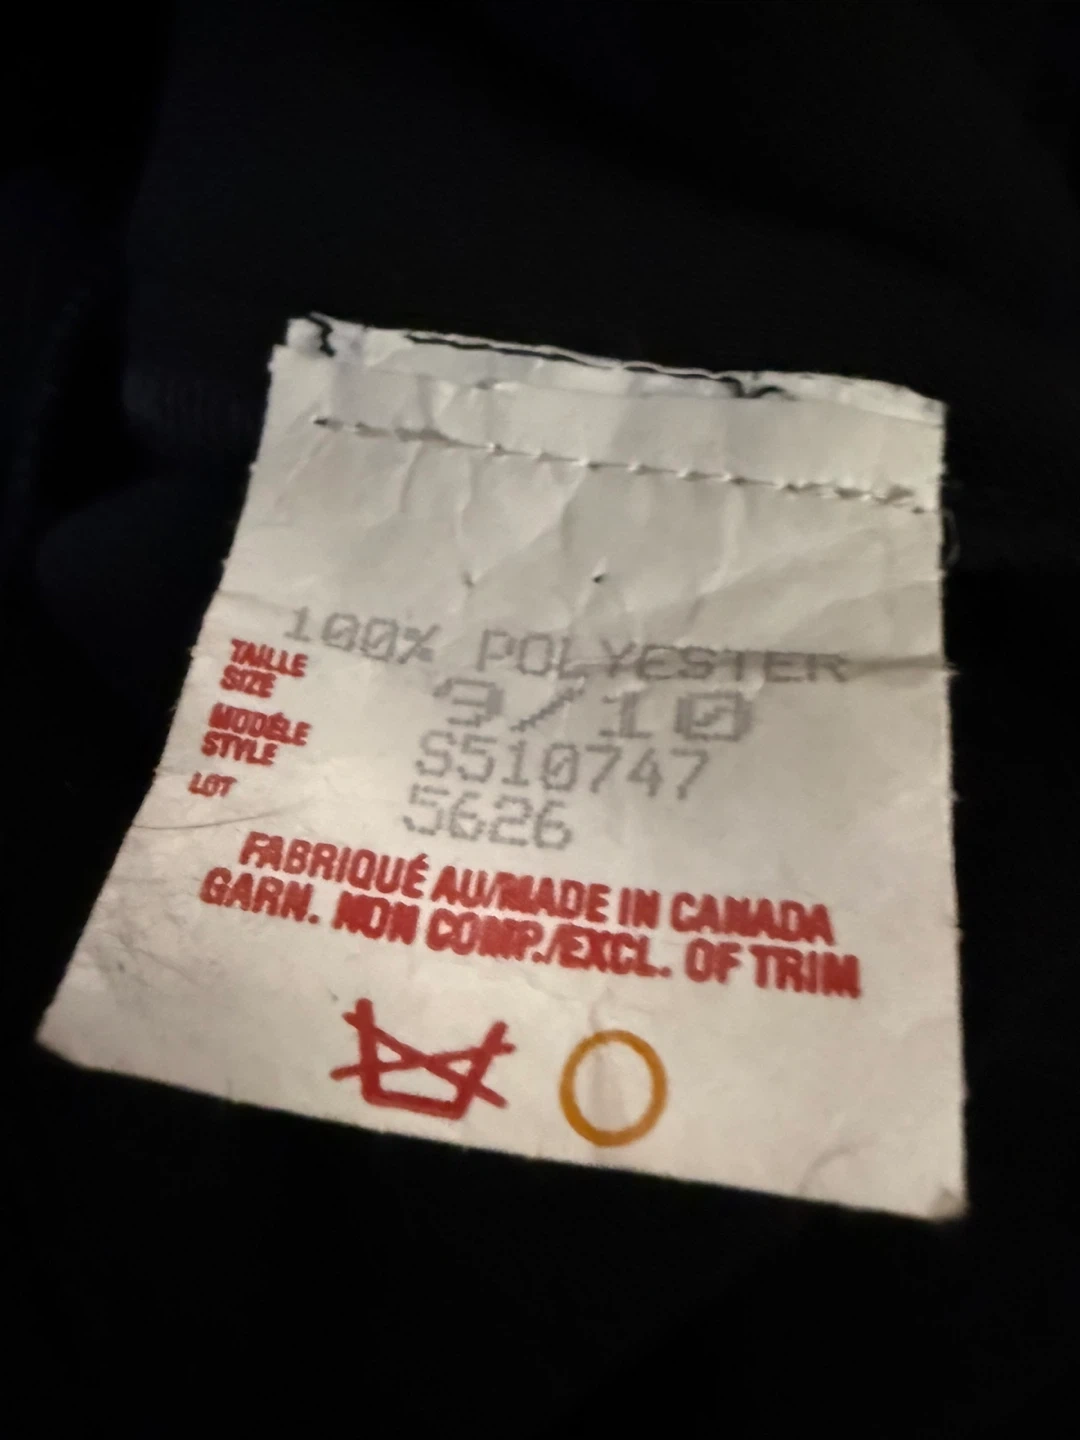 100% POLYESTER
TAILLE
SIZE 9/10
MODÈLE
STYLE S510747
LOT 5626
FABRIQUÉ AU/MADE IN CANADA
GARN. NON COMP./EXCL. OF TRIM